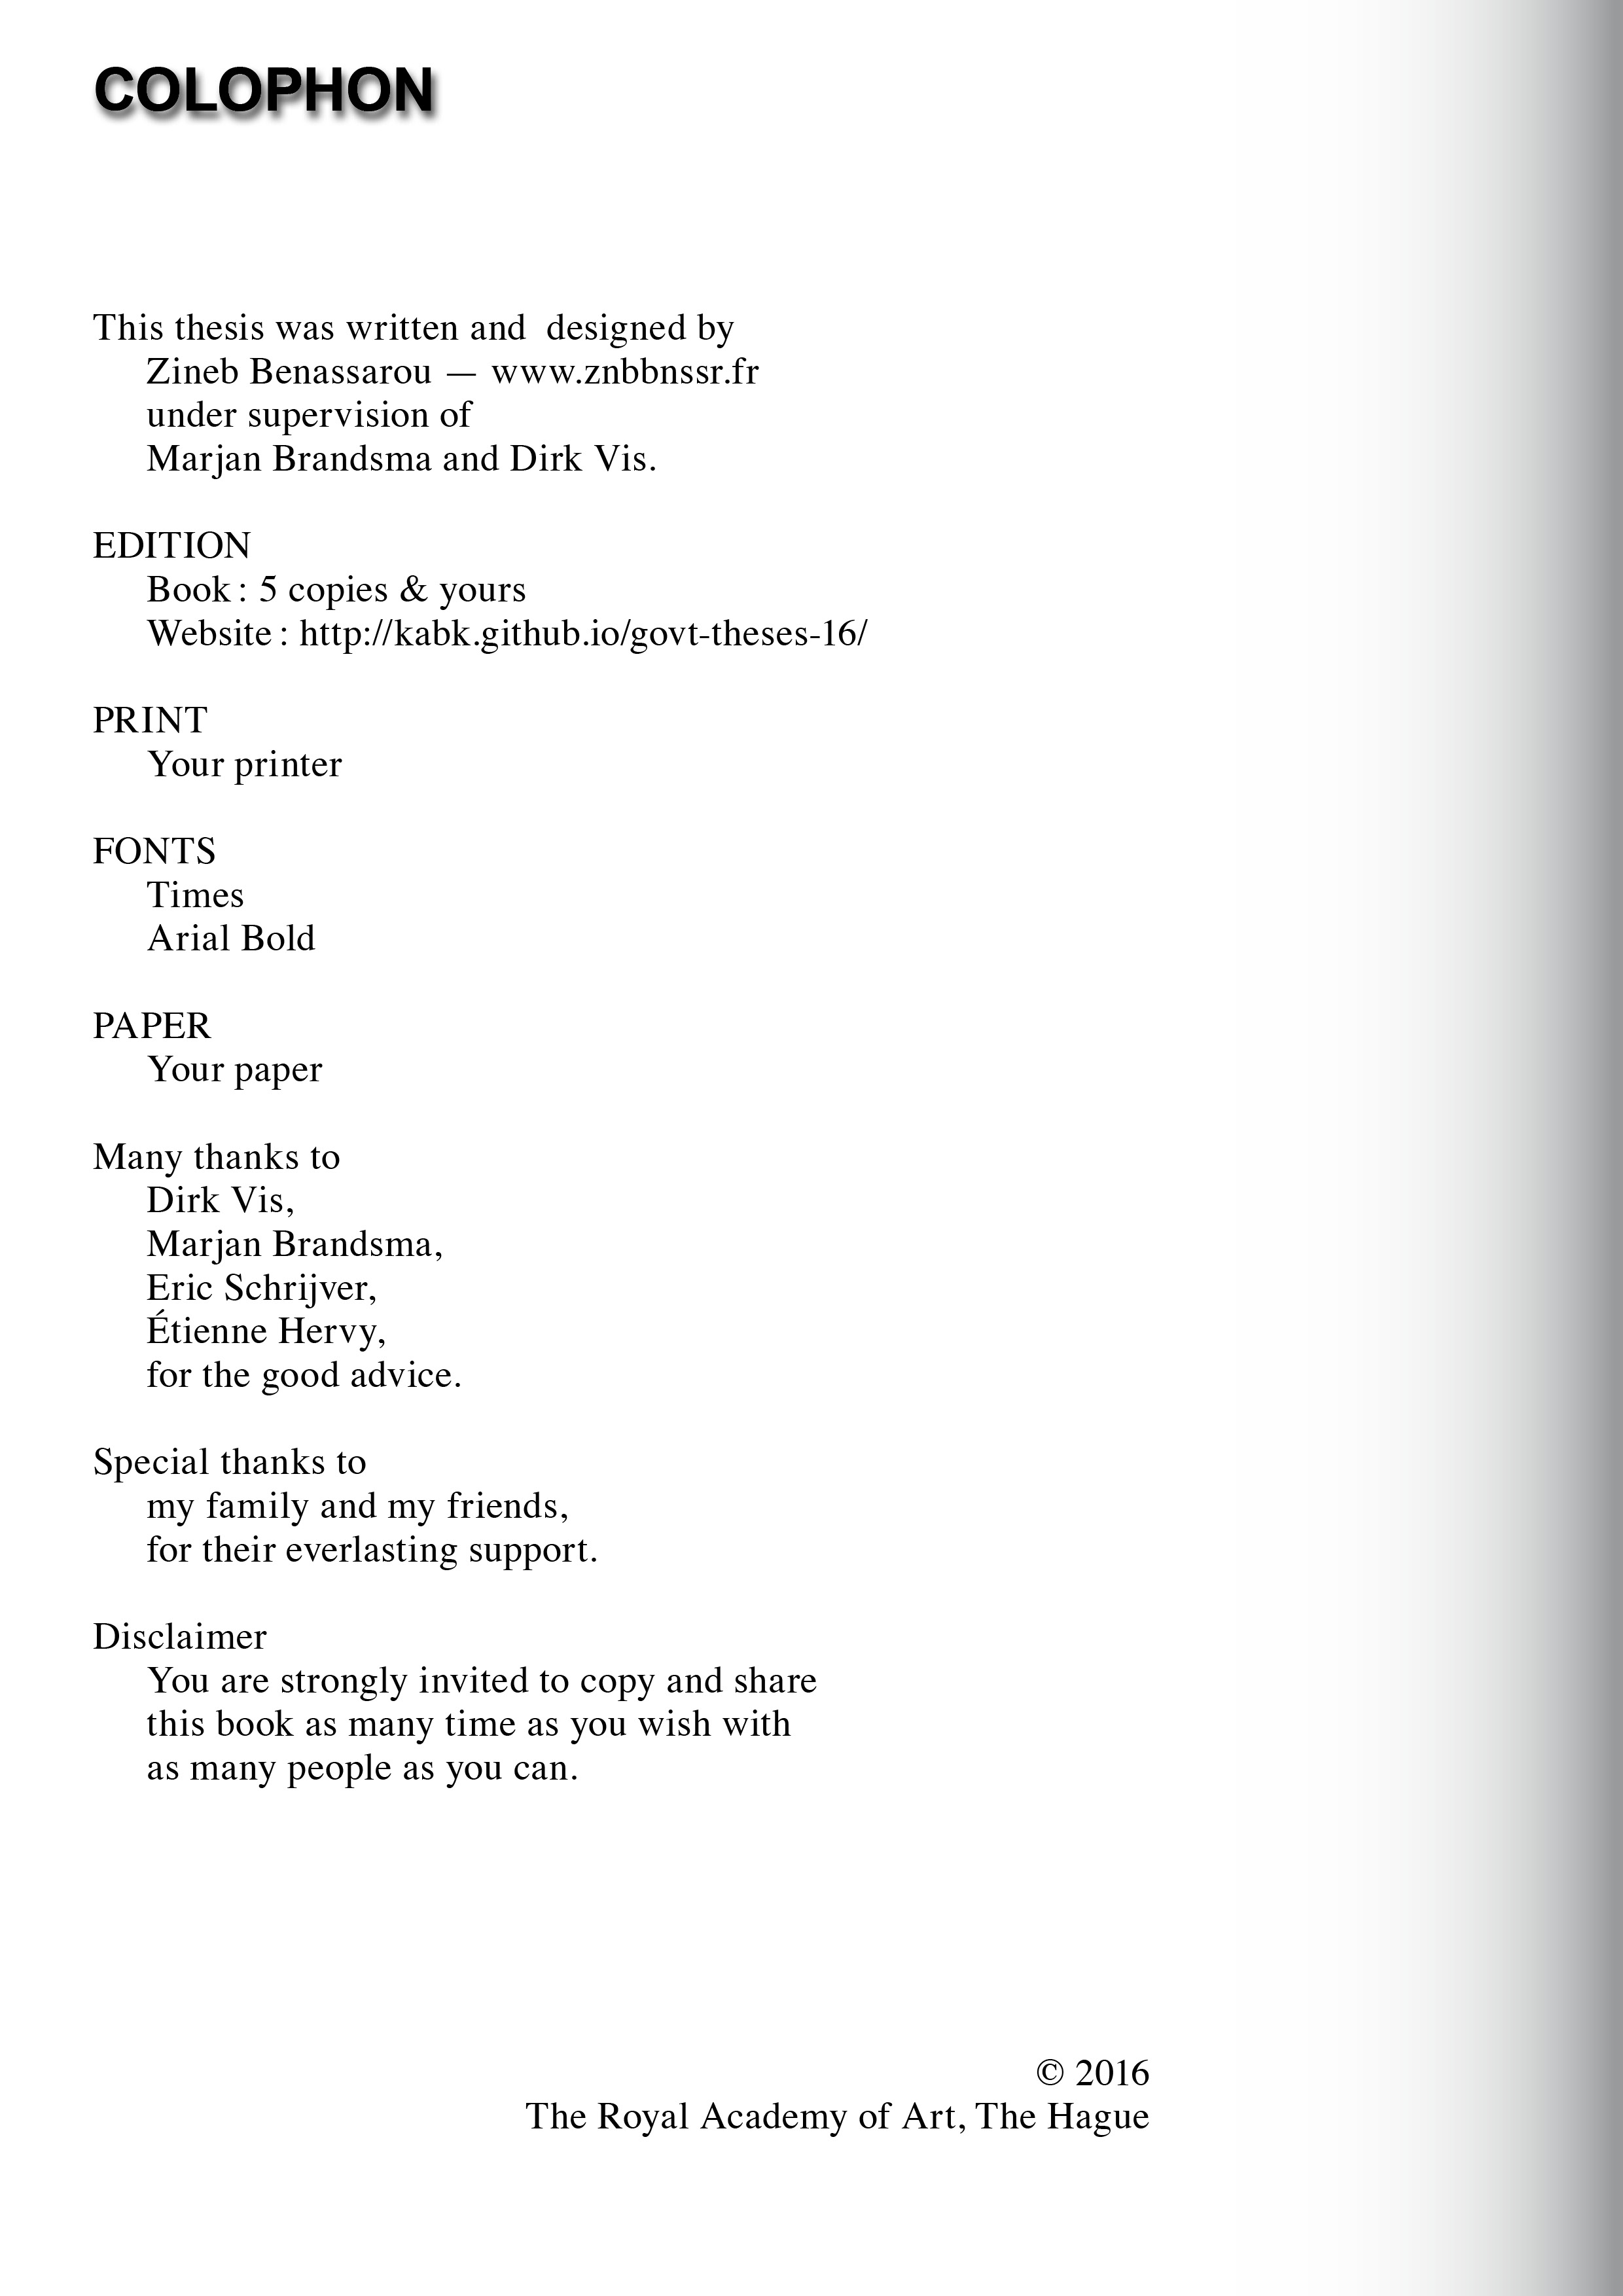 COLOPHON
This thesis was written and  designed by
Zineb Benassarou — www.znbbnssr.fr
under supervision of
Marjan Brandsma and Dirk Vis.
EDITION
Book : 5 copies & yours
Website : http://kabk.github.io/govt-theses-16/
PRINT
Your printer
FONTS
Times
Arial Bold
PAPER
Your paper
Many thanks to
Dirk Vis,
Marjan Brandsma,
Eric Schrijver,
Étienne Hervy,
for the good advice.
Special thanks to
my family and my friends,
for their everlasting support.
Disclaimer
You are strongly invited to copy and share
this book as many time as you wish with
as many people as you can.
© 2016
The Royal Academy of Art, The Hague